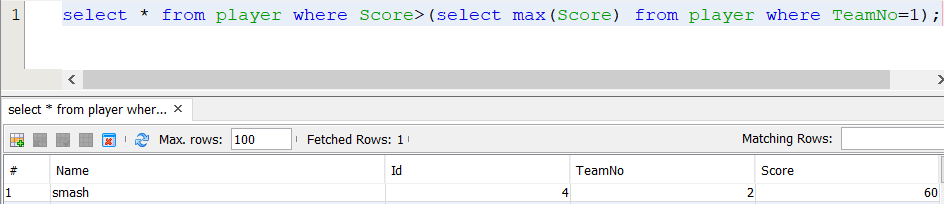 1 select * from player where Score>(select max(Score) from player where TeamNo=1);
select * from player wher... ×
Max. rows: 100 Fetched Rows: 1 Matching Rows:
# Name Id TeamNo Score
1 smash 4 2 60